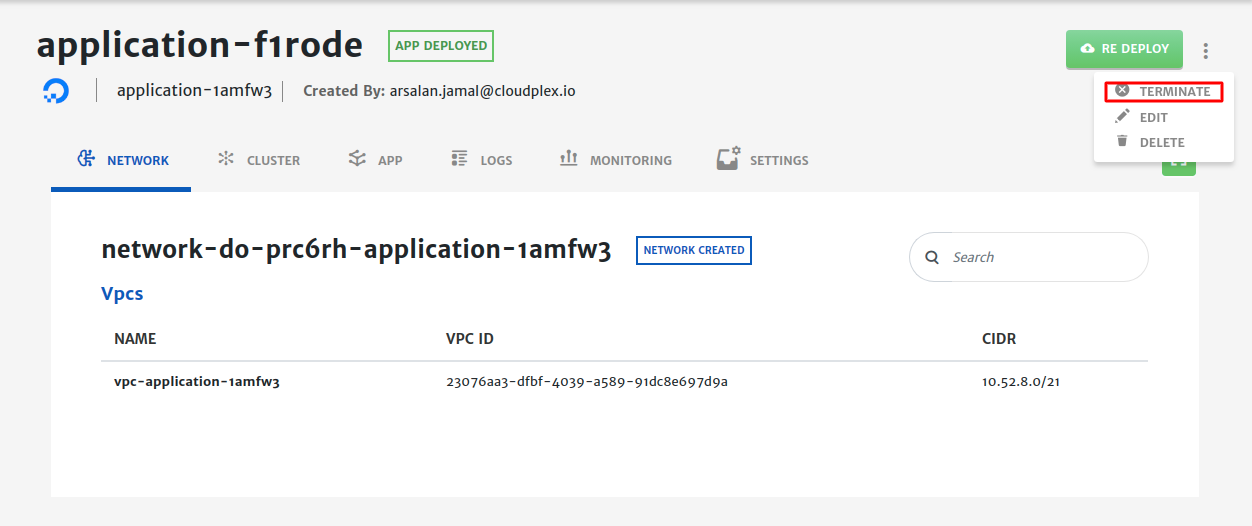 application-f1rode APP DEPLOYED RE DEPLOY
application-1amfw3 Created By: arsalan.jamal@cloudplex.io
TERMINATE
EDIT
DELETE
NETWORK CLUSTER APP LOGS MONITORING SETTINGS
network-do-prc6rh-application-1amfw3 NETWORK CREATED Search
Vpcs
NAME VPC ID CIDR
vpc-application-1amfw3 23076aa3-dfbf-4039-a589-91dc8e697d9a 10.52.8.0/21